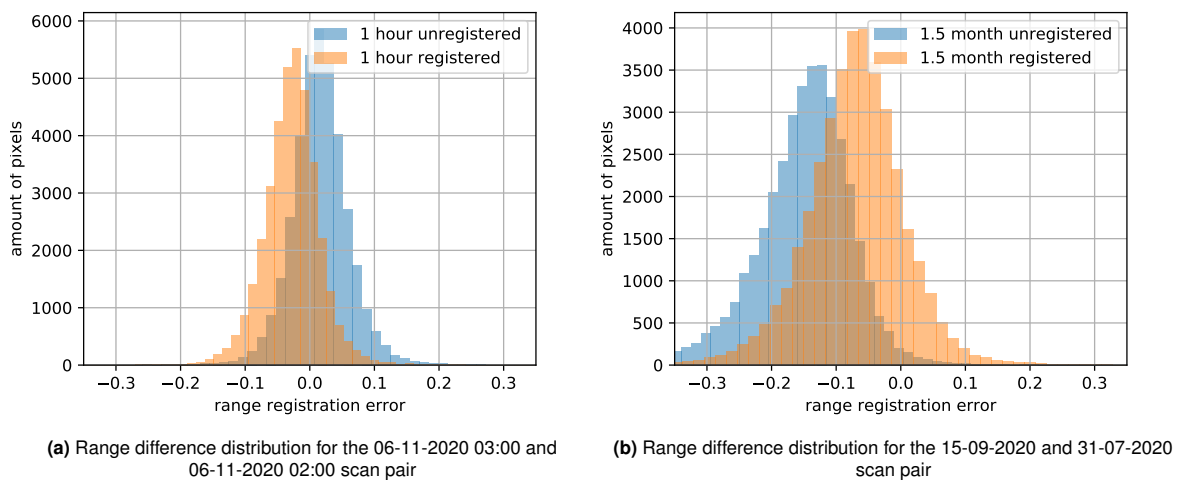 6000
5000
4000
3000
2000
1000
0
amount of pixels
1 hour unregistered
1 hour registered
−0.3 −0.2 −0.1 0.0 0.1 0.2 0.3
range registration error
(a) Range difference distribution for the 06-11-2020 03:00 and
06-11-2020 02:00 scan pair
4000
3500
3000
2500
2000
1500
1000
500
0
amount of pixels
1.5 month unregistered
1.5 month registered
−0.3 −0.2 −0.1 0.0 0.1 0.2 0.3
range registration error
(b) Range difference distribution for the 15-09-2020 and 31-07-2020
scan pair